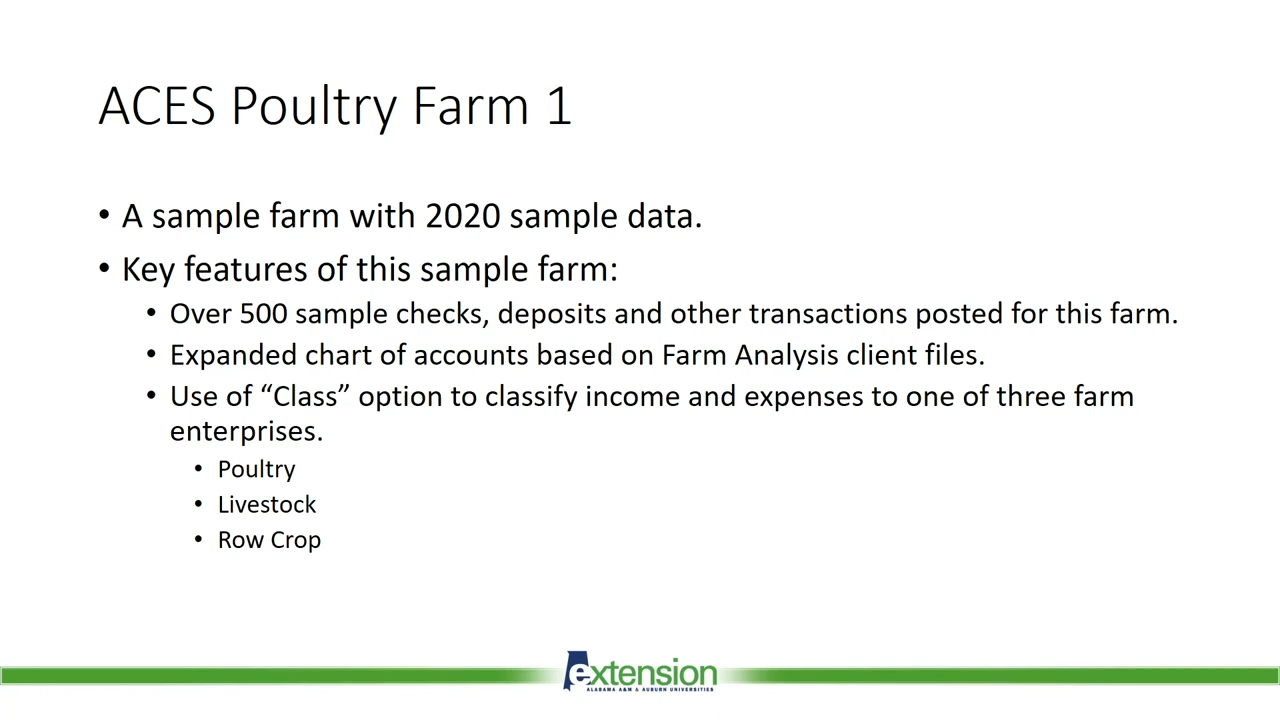 ACES Poultry Farm 1
• A sample farm with 2020 sample data.
• Key features of this sample farm:
• Over 500 sample checks, deposits and other transactions posted for this farm.
• Expanded chart of accounts based on Farm Analysis client files.
• Use of “Class” option to classify income and expenses to one of three farm
enterprises.
• Poultry
• Livestock
• Row Crop
extension
ALABAMA A&M & AUBURN UNIVERSITIES